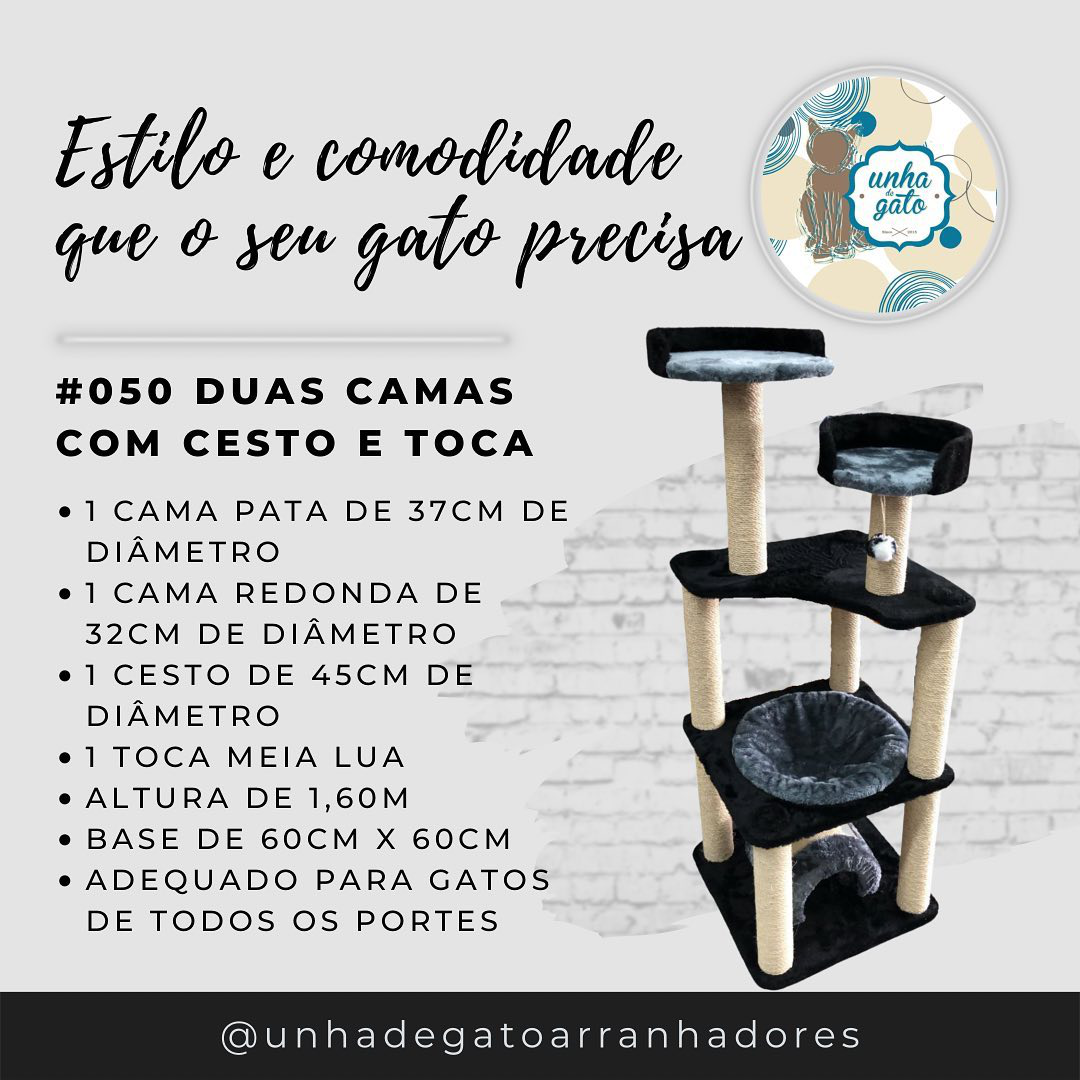 Estilo e comodidade
que o seu gato precisa
unha
de
gato
2015
#050 DUAS CAMAS
COM CESTO E TOCA
• 1 CAMA PATA DE 37CM DE
DIÂMETRO
• 1 CAMA REDONDA DE
32CM DE DIÂMETRO
• 1 CESTO DE 45CM DE
DIÂMETRO
• 1 TOCA MEIA LUA
• ALTURA DE 1,60M
• BASE DE 60CM X 60CM
• ADEQUADO PARA GATOS
DE TODOS OS PORTES
@unhadegatoarranhadores